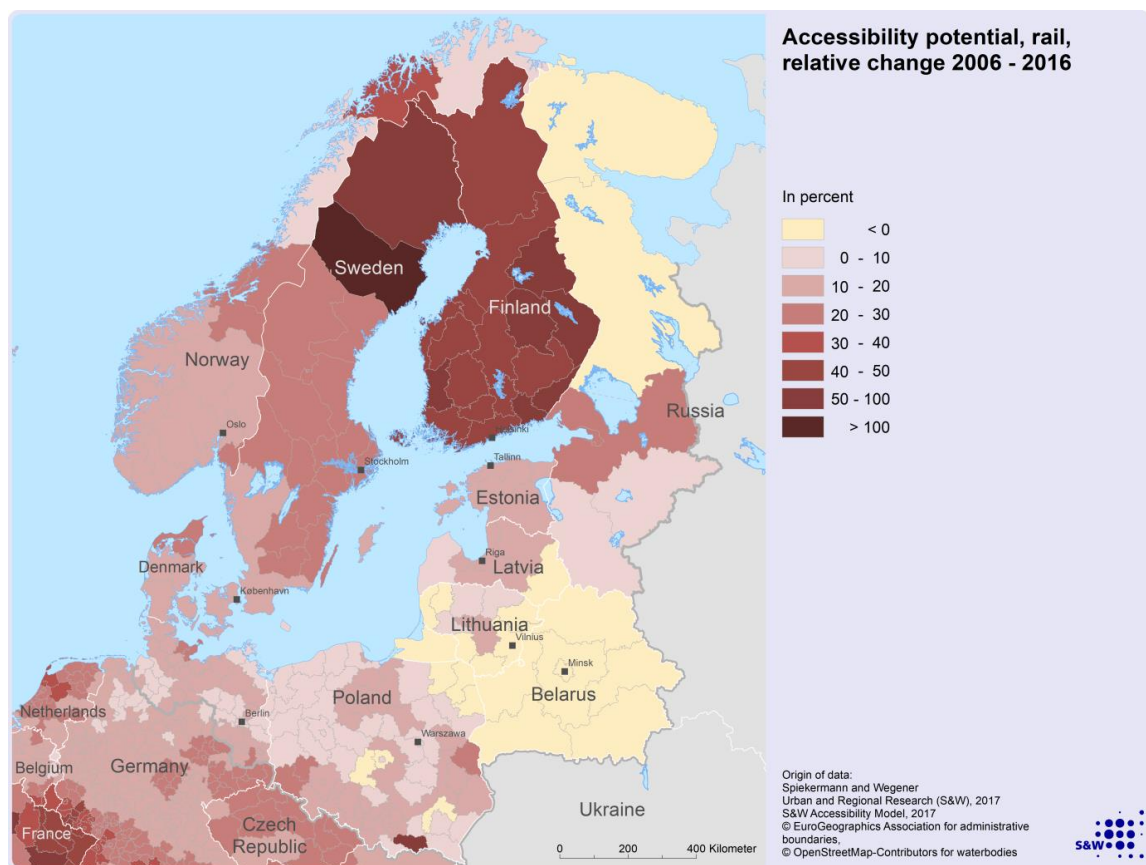 Accessibility potential, rail,
relative change 2006 - 2016
In percent
< 0
0 - 10
10 - 20
20 - 30
30 - 40
40 - 50
50 - 100
> 100
Sweden
Finland
Norway
Oslo
Russia
Helsinki
Stockholm
Tallinn
Estonia
Riga
Latvia
Denmark
København
Lithuania
Vilnius
Minsk
Belarus
Poland
Netherlands
Berlin
Warszawa
Belgium
Germany
Ukraine
Czech
Republic
France
0 200 400 Kilometer
Origin of data:
Spiekermann and Wegener
Urban and Regional Research (S&W), 2017
S&W Accessibility Model, 2017
© EuroGeographics Association for administrative
boundaries,
© OpenStreetMap-Contributors for waterbodies
S&W